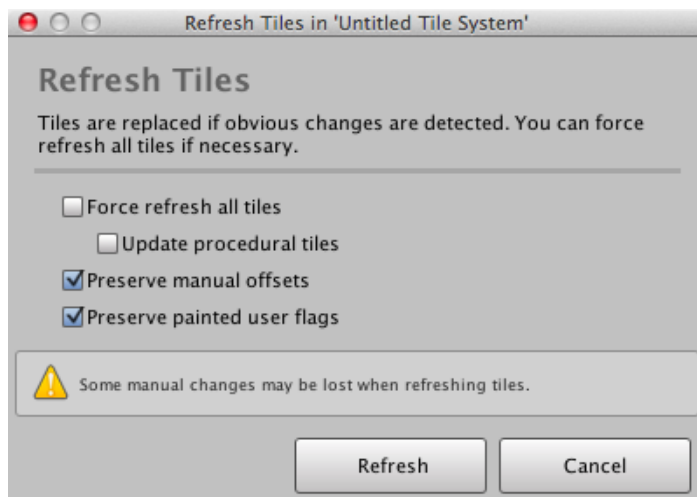 Refresh Tiles in 'Untitled Tile System'
Refresh Tiles
Tiles are replaced if obvious changes are detected. You can force
refresh all tiles if necessary.
Force refresh all tiles
Update procedural tiles
Preserve manual offsets
Preserve painted user flags
Some manual changes may be lost when refreshing tiles.
Refresh Cancel